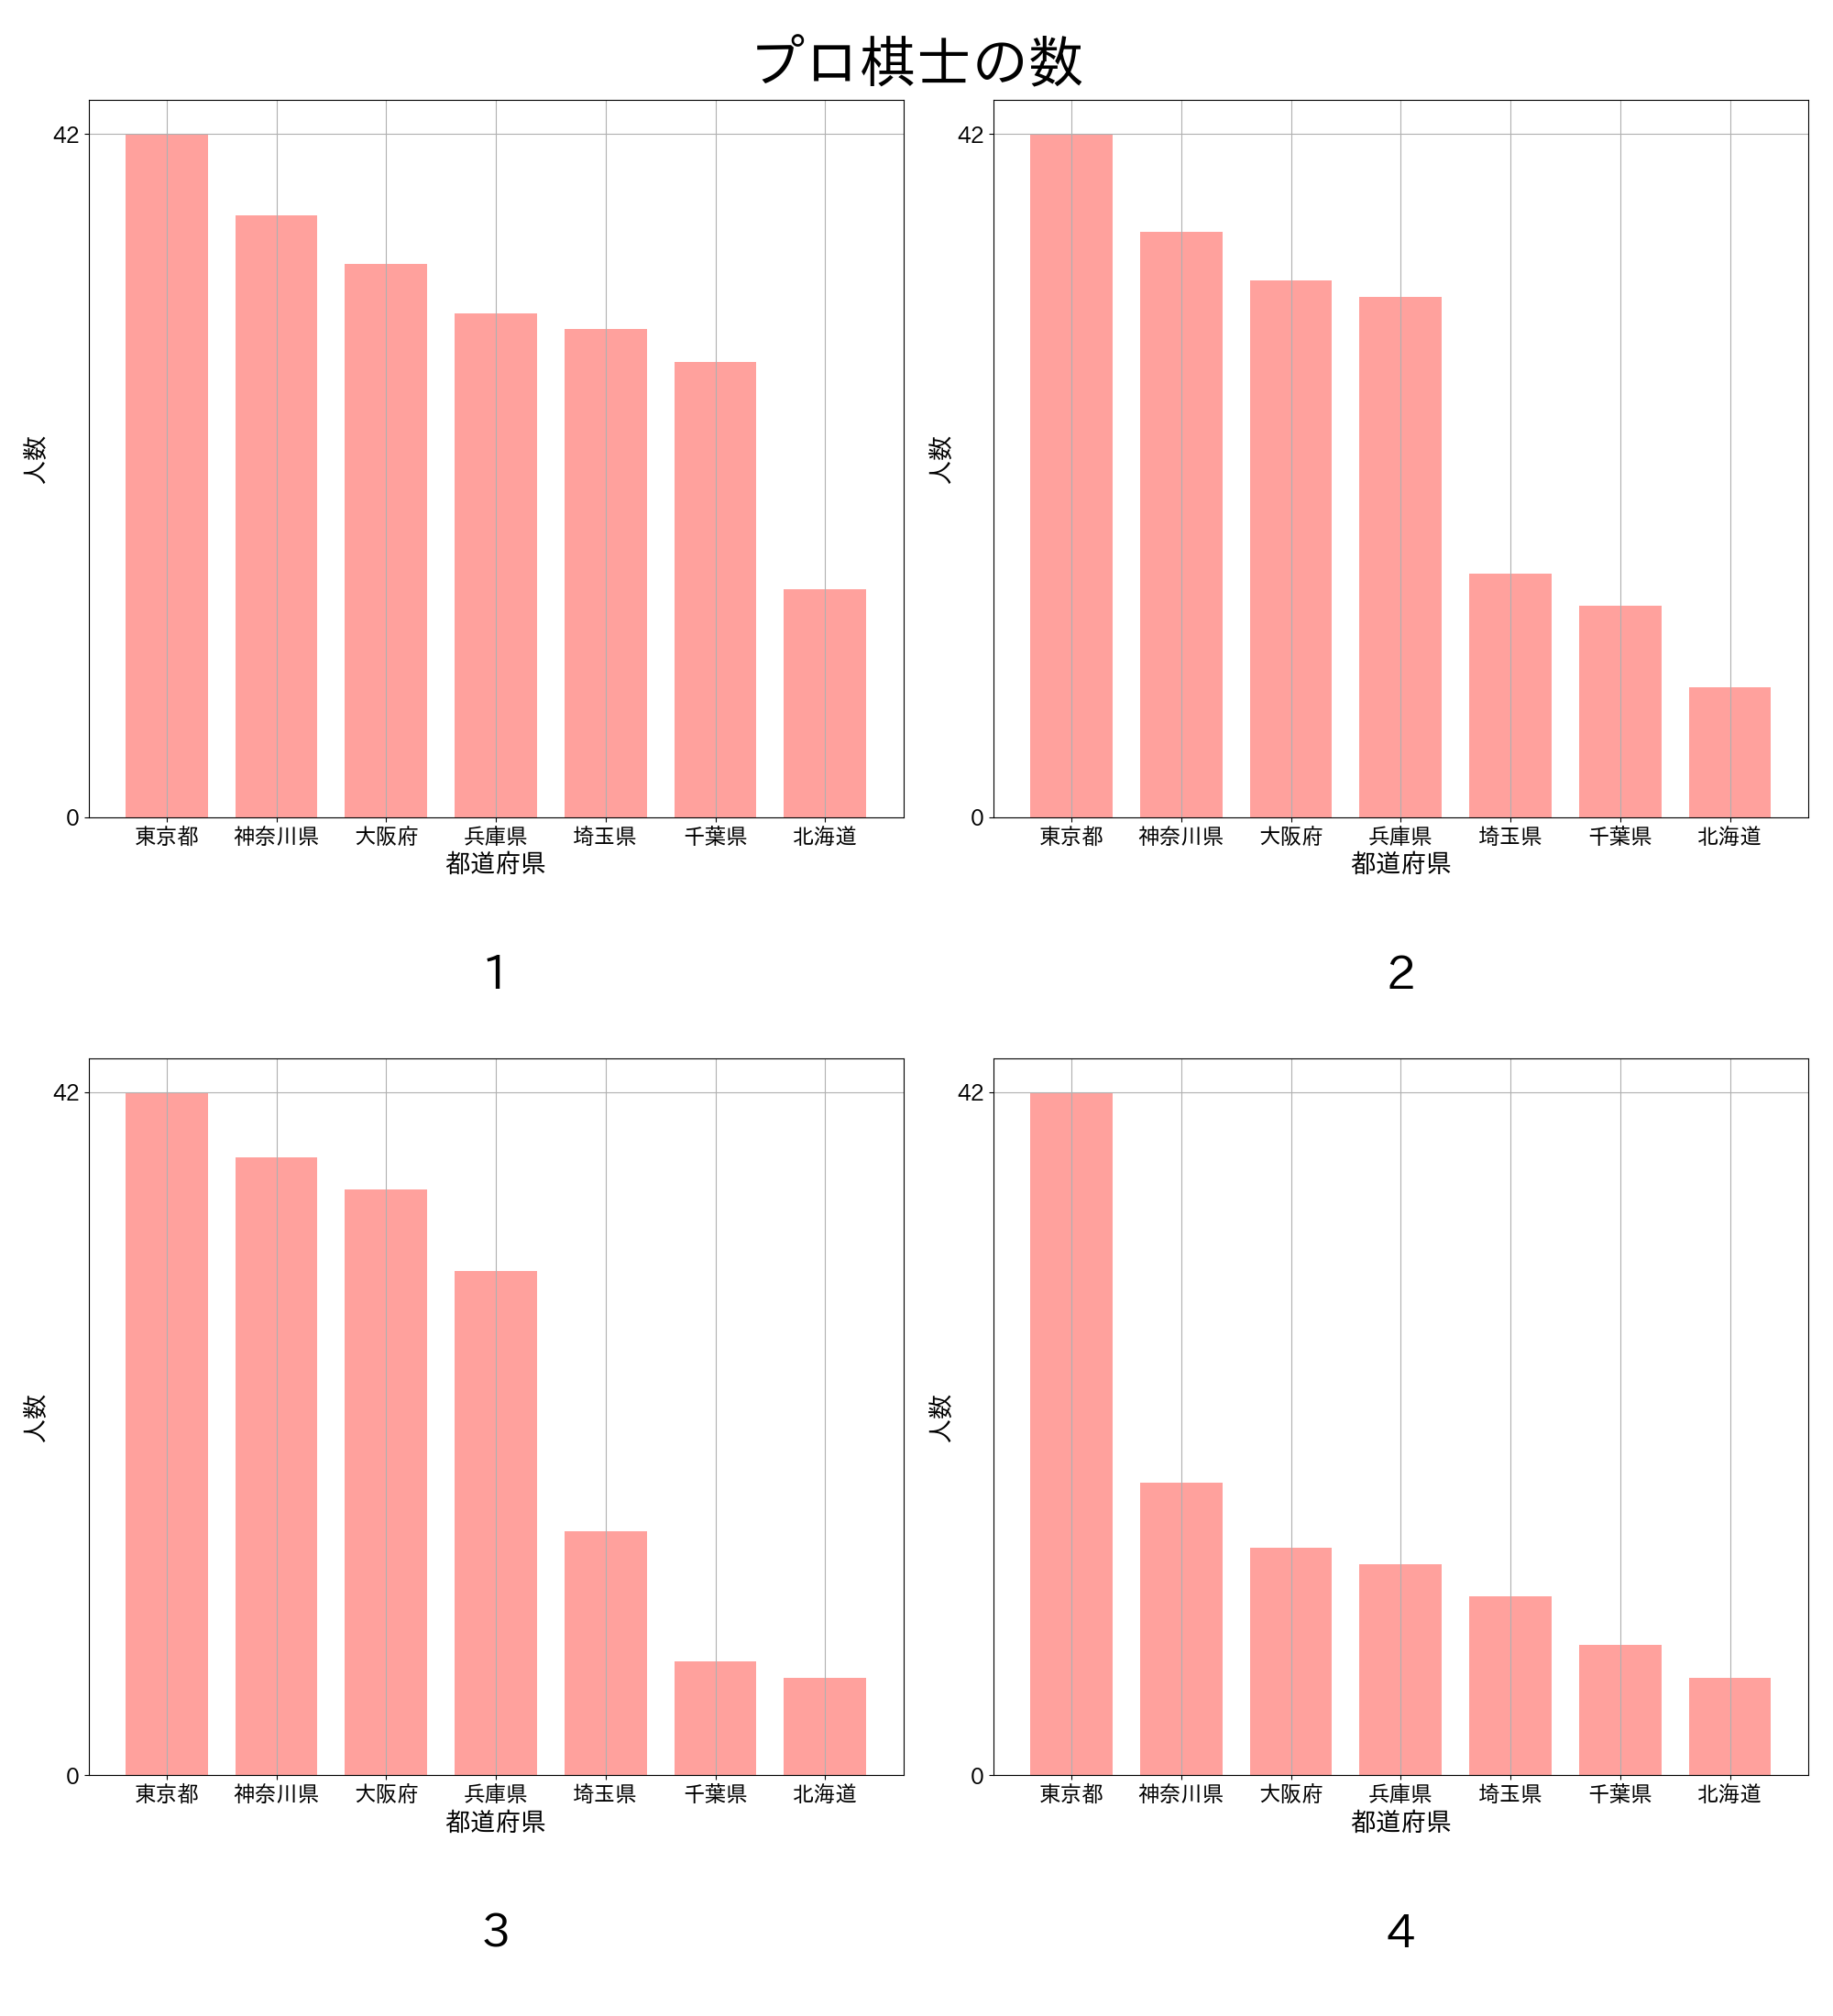 プロ棋士の数
42
0
人数
東京都 神奈川県 大阪府 兵庫県 埼玉県 千葉県 北海道
都道府県
1
42
0
人数
東京都 神奈川県 大阪府 兵庫県 埼玉県 千葉県 北海道
都道府県
2
42
0
人数
東京都 神奈川県 大阪府 兵庫県 埼玉県 千葉県 北海道
都道府県
3
42
0
人数
東京都 神奈川県 大阪府 兵庫県 埼玉県 千葉県 北海道
都道府県
4